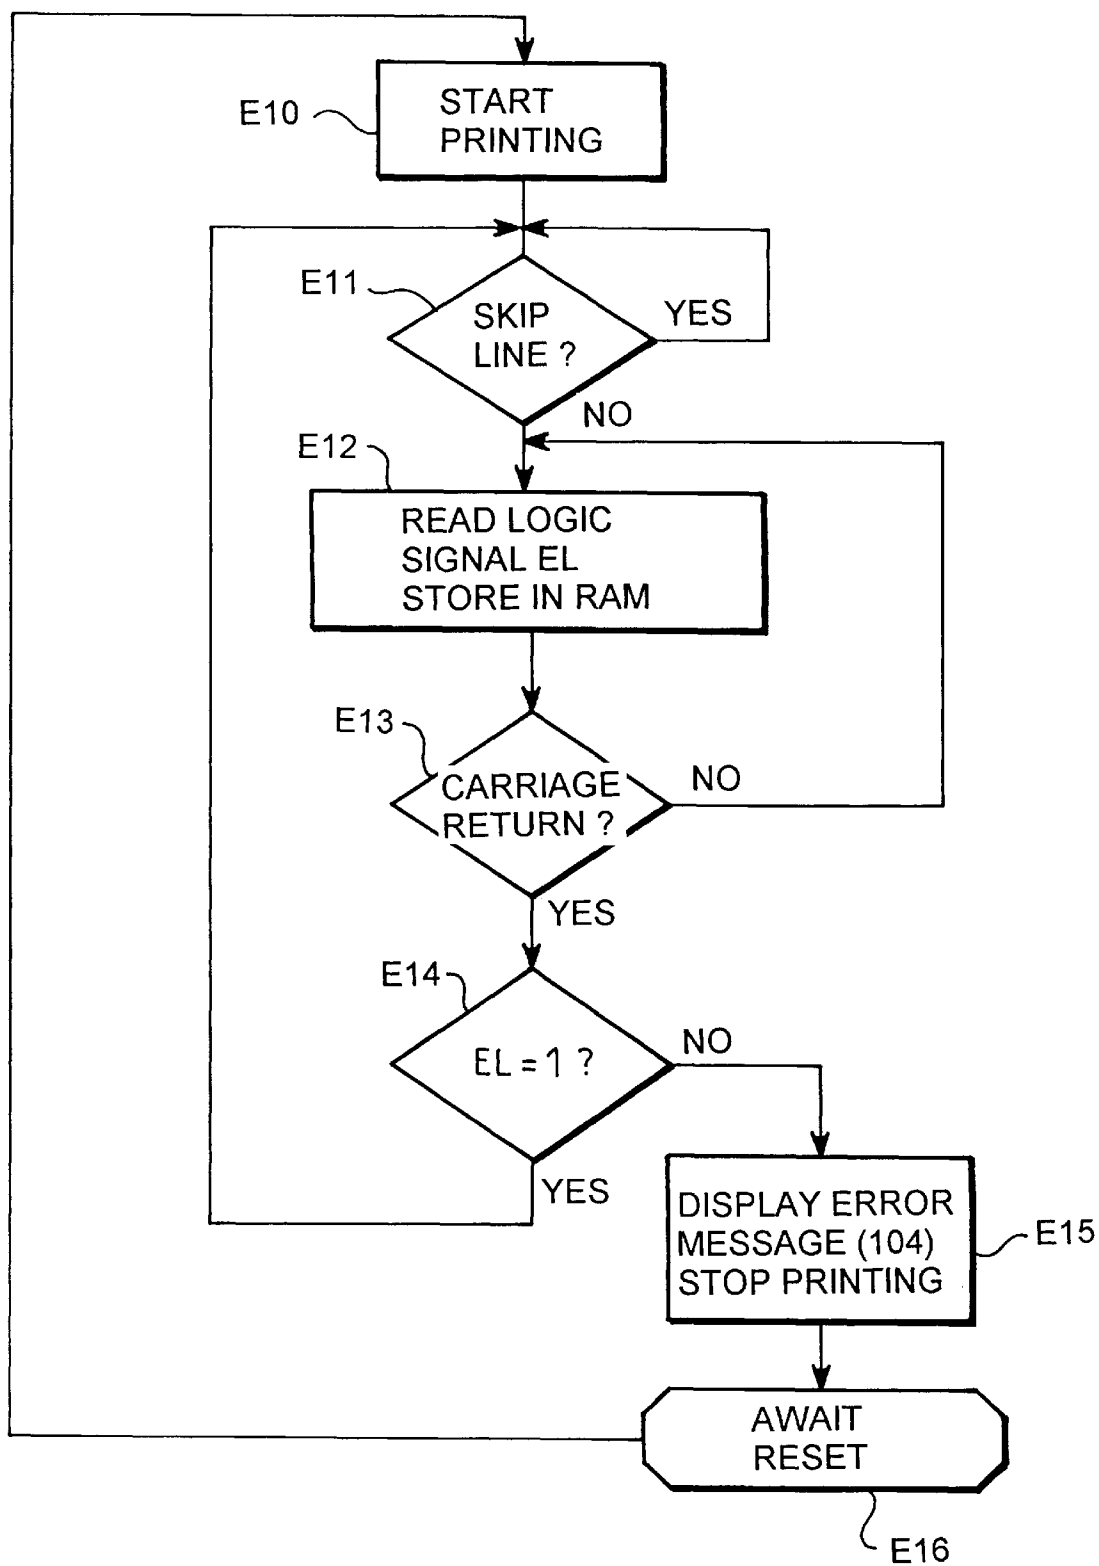 E10
START
PRINTING
E11
SKIP
LINE ?
YES
NO
E12
READ LOGIC
SIGNAL EL
STORE IN RAM
E13
CARRIAGE
RETURN ?
NO
YES
E14
EL = 1 ?
NO
YES
DISPLAY ERROR
MESSAGE (104)
STOP PRINTING
E15
AWAIT
RESET
E16